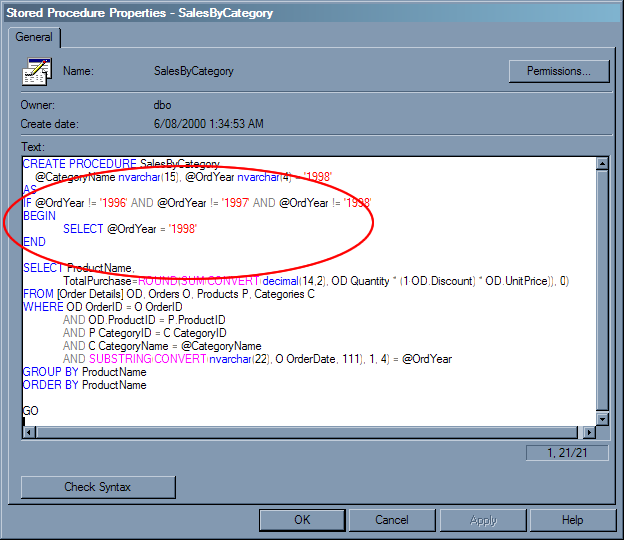 Stored Procedure Properties - SalesByCategory
General
Name: SalesByCategory Permissions...
Owner: dbo
Create date: 6/08/2000 1:34:53 AM
Text:
CREATE PROCEDURE SalesByCategory
@CategoryName nvarchar(15), @OrdYear nvarchar(4) = '1998'
AS
IF @OrdYear != '1996' AND @OrdYear != '1997' AND @OrdYear != '1998'
BEGIN
SELECT @OrdYear = '1998'
END
SELECT ProductName,
TotalPurchase=ROUND(SUM(CONVERT(decimal(14,2), OD.Quantity * (1-OD.Discount) * OD.UnitPrice)), 0)
FROM [Order Details] OD, Orders O, Products P, Categories C
WHERE OD.OrderID = O.OrderID
AND OD.ProductID = P.ProductID
AND P.CategoryID = C.CategoryID
AND C.CategoryName = @CategoryName
AND SUBSTRING(CONVERT(nvarchar(22), O.OrderDate, 111), 1, 4) = @OrdYear
GROUP BY ProductName
ORDER BY ProductName
GO
1, 21/21
Check Syntax
OK Cancel Apply Help